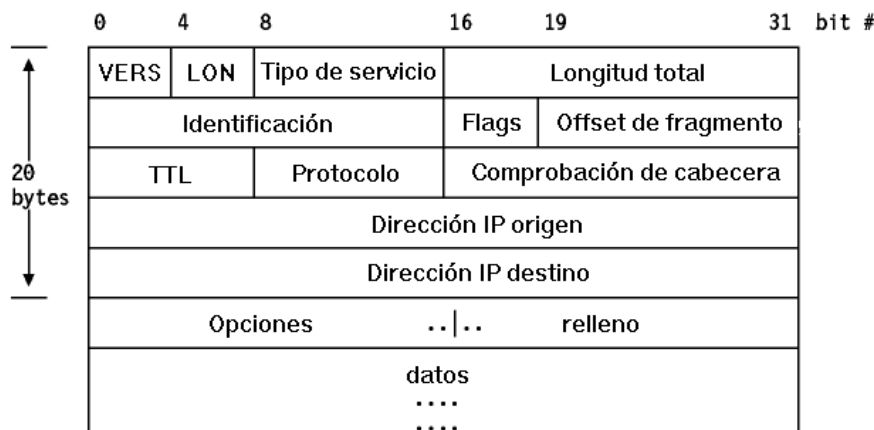 0 4 8 16 19 31 bit #
VERS LON Tipo de servicio Longitud total
Identificación Flags Offset de fragmento
20 bytes
TTL Protocolo Comprobación de cabecera
Dirección IP origen
Dirección IP destino
Opciones ..|.. relleno
datos
....
....